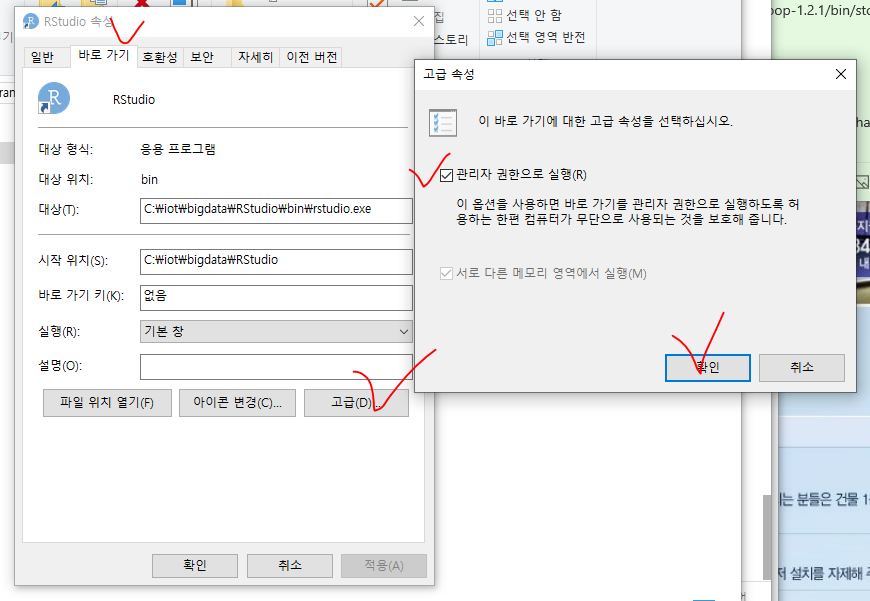 RStudio 속성
일반
바로 가기
호환성
보안
자세히
이전 버전
RStudio
대상 형식:
응용 프로그램
대상 위치:
bin
대상(T):
C:₩iot₩bigdata₩RStudio₩bin₩rstudio.exe
시작 위치(S):
C:₩iot₩bigdata₩RStudio
바로 가기 키(K):
없음
실행(R):
기본 창
설명(O):
파일 위치 열기(F)
아이콘 변경(C)...
고급(D)...
확인
취소
적용(A)
선택 안 함
스토리
선택 영역 반전
고급 속성
이 바로 가기에 대한 고급 속성을 선택하십시오.
관리자 권한으로 실행(R)
이 옵션을 사용하면 바로 가기를 관리자 권한으로 실행하도록 허
용하는 한편 컴퓨터가 무단으로 사용되는 것을 보호해 줍니다.
서로 다른 메모리 영역에서 실행(M)
확인
취소
op-1.2.1/bin/sto
는 분들은 건물
설치를 자제해